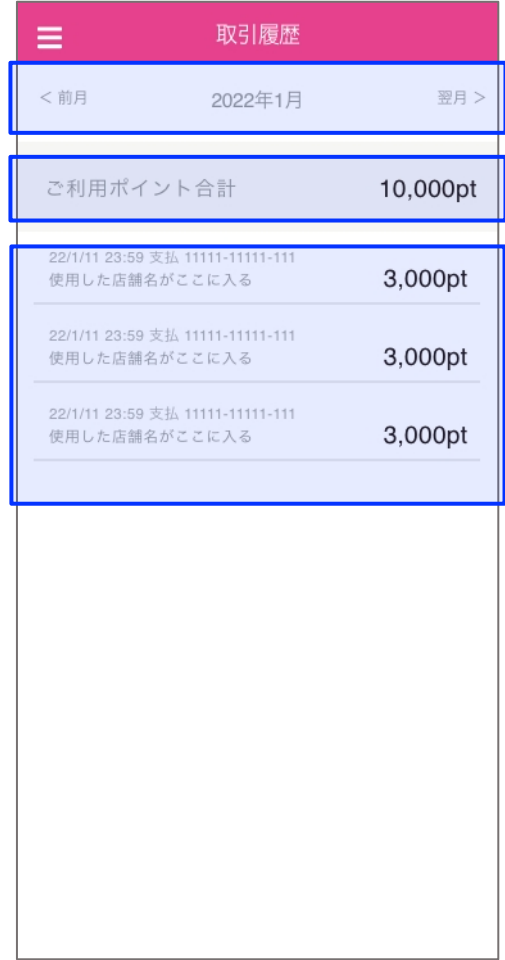 取引履歴
< 前月 2022年1月 翌月 >
ご利用ポイント合計 10,000pt
22/1/11 23:59 支払 11111-11111-111
使用した店舗名がここに入る 3,000pt
22/1/11 23:59 支払 11111-11111-111
使用した店舗名がここに入る 3,000pt
22/1/11 23:59 支払 11111-11111-111
使用した店舗名がここに入る 3,000pt